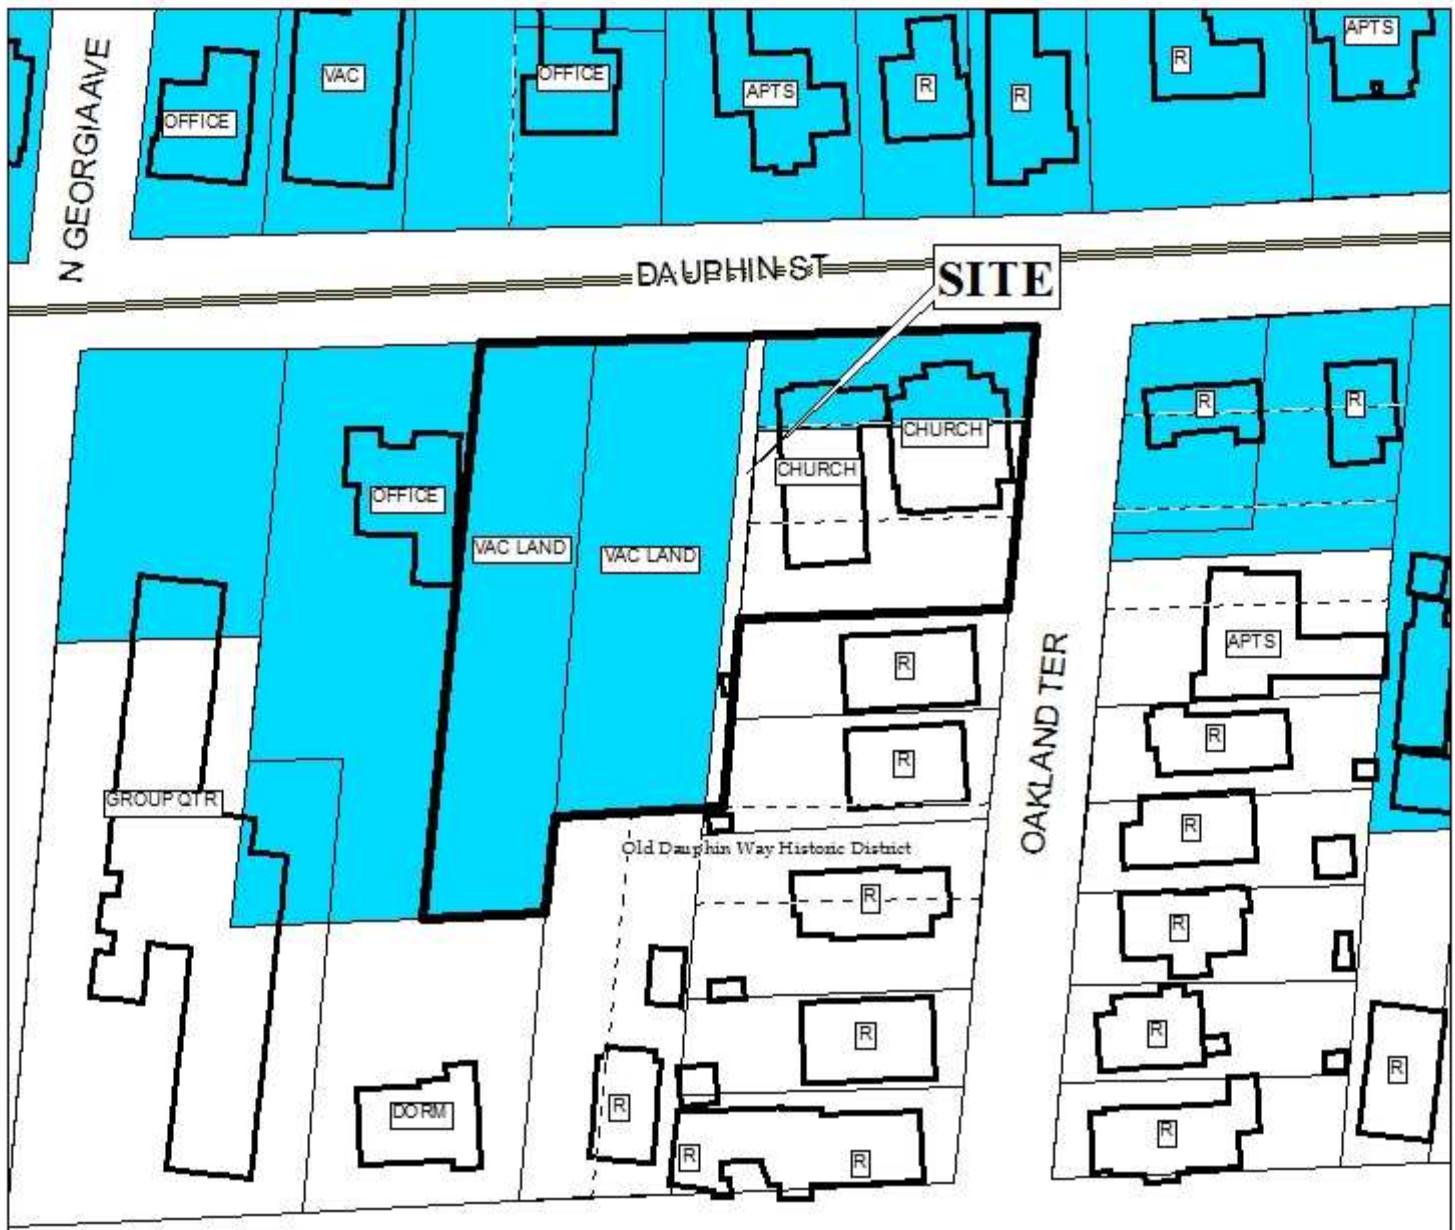 APTS
VAC
OFFICE
APTS
R
R
R
OFFICE
N GEORGIA AVE
DAUPHIN ST
SITE
R
R
CHURCH
CHURCH
OFFICE
VAC LAND
VAC LAND
OAKLAND TER
R
APTS
R
R
GROUP QTR
R
Old Dauphin Way Historic District
R
R
R
R
R
DORM
R
R
R
R
R